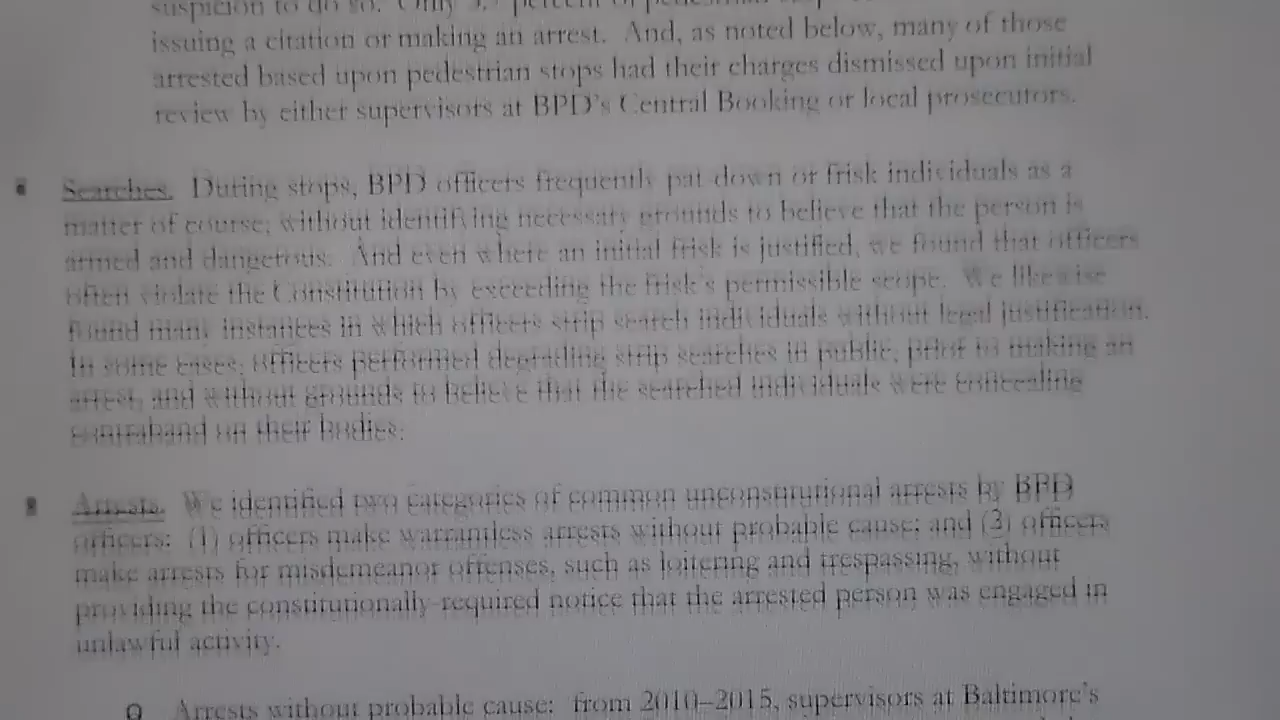 suspicion to do so. Only percent of pedestrian
issuing a citation or making an arrest. And, as noted below, many of those
arrested based upon pedestrian stops had their charges dismissed upon initial
review by either supervisors at BPD's Central Booking or local prosecutors.
▪ Searches. During stops, BPD officers frequently pat-down or frisk individuals as a
matter of course, without identifying necessary grounds to believe that the person is
armed and dangerous. And even where an initial frisk is justified, we found that officers
often violate the Constitution by exceeding the frisk's permissible scope. We likewise
found many instances in which officers strip search individuals without legal justification.
In some cases, officers performed degrading strip searches in public, prior to making an
arrest, and without grounds to believe that the searched individuals were concealing
contraband on their bodies.
▪ Arrests. We identified two categories of common unconstitutional arrests by BPD
officers: (1) officers make warrantless arrests without probable cause; and (2) officers
make arrests for misdemeanor offenses, such as loitering and trespassing, without
providing the constitutionally-required notice that the arrested person was engaged in
unlawful activity.
o Arrests without probable cause: from 2010–2015, supervisors at Baltimore's